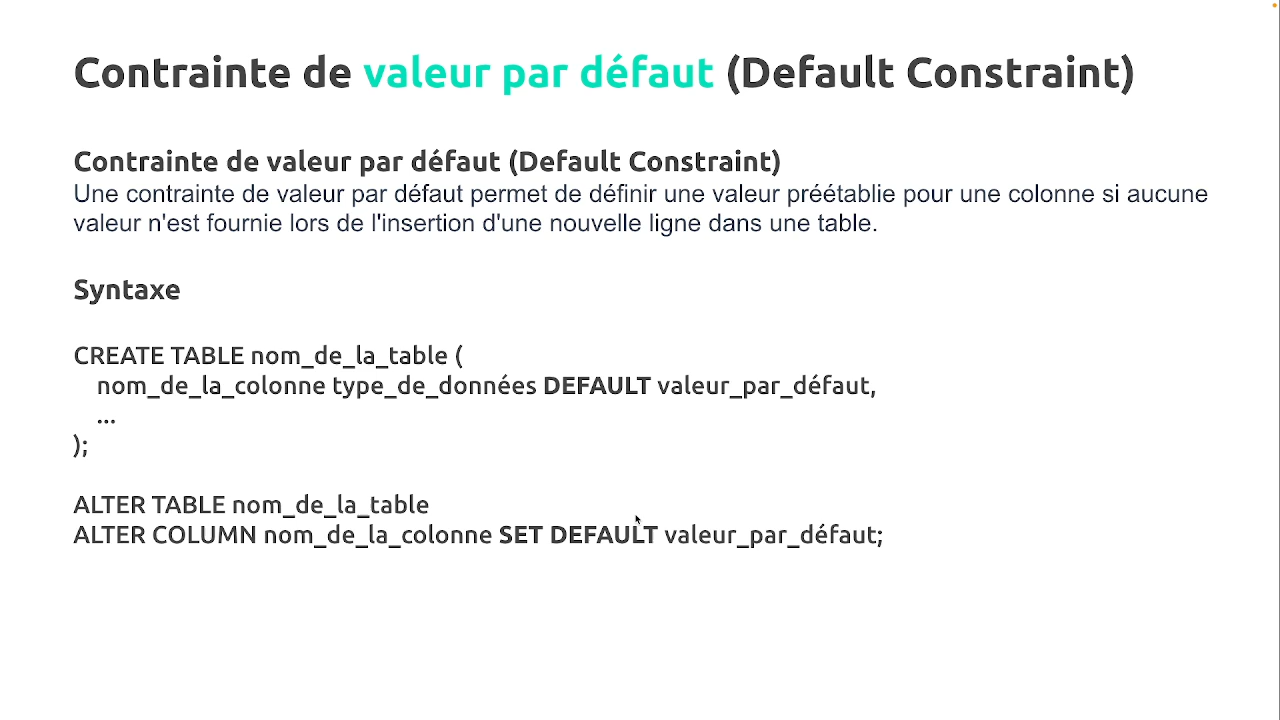 Contrainte de valeur par défaut (Default Constraint)
Contrainte de valeur par défaut (Default Constraint)
Une contrainte de valeur par défaut permet de définir une valeur préétablie pour une colonne si aucune
valeur n'est fournie lors de l'insertion d'une nouvelle ligne dans une table.
Syntaxe
CREATE TABLE nom_de_la_table (
nom_de_la_colonne type_de_données DEFAULT valeur_par_défaut,
...
);
ALTER TABLE nom_de_la_table
ALTER COLUMN nom_de_la_colonne SET DEFAULT valeur_par_défaut;